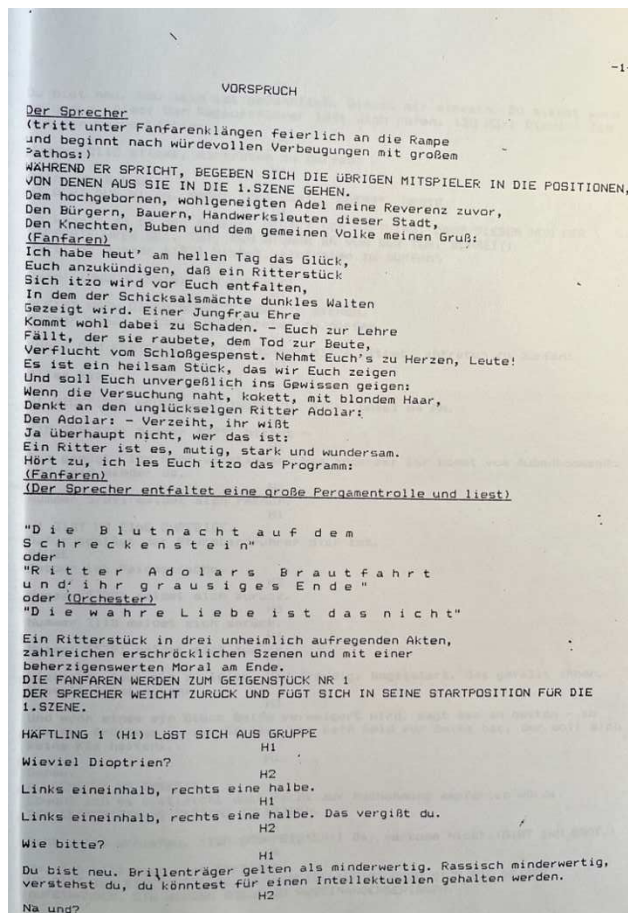 -1-
VORSPRUCH
Der Sprecher
(tritt unter Fanfarenklängen feierlich an die Rampe
und beginnt nach würdevollen Verbeugungen mit großem
Pathos:)
WÄHREND ER SPRICHT, BEGEBEN SICH DIE üBRIGEN MITSPIELER IN DIE POSITIONEN,
VON DENEN AUS SIE IN DIE 1.SZENE GEHEN.
Dem hochgebornen, wohlgeneigten Adel meine Reverenz zuvor,
Den Bürgern, Bauern, Handwerksleuten dieser Stadt,
Den Knechten, Buben und dem gemeinen Volke meinen Gruß:
(Fanfaren)
Ich habe heut' am hellen Tag das Glück,
Euch anzukündigen, daß ein Ritterstück
Sich itzo wird vor Euch entfalten,
In dem der Schicksalsmächte dunkles Walten
Gezeigt wird. Einer Jungfrau Ehre
Kommt wohl dabei zu Schaden. - Euch zur Lehre
Fällt, der sie raubete, dem Tod zur Beute,
Verflucht vom Schloßgespenst. Nehmt Euch's zu Herzen, Leute!
Es ist ein heilsam Stück, das wir Euch zeigen
Und soll Euch unvergeßlich ins Gewissen geigen:
Wenn die Versuchung naht, kokett, mit blondem Haar,
Denkt an den unglückselgen Ritter Adolar:
Den Adolar: - Verzeiht, ihr wißt
Ja überhaupt nicht, wer das ist:
Ein Ritter ist es, mutig, stark und wundersam.
Hört zu, ich les Euch itzo das Programm:
(Fanfaren)
(Der Sprecher entfaltet eine große Pergamentrolle und liest)
"D i e B l u t n a c h t a u f d e m
S c h r e c k e n s t e i n"
oder
"R i t t e r A d o l a r s B r a u t f a h r t
u n d i h r g r a u s i g e s E n d e"
oder (Orchester)
"D i e w a h r e L i e b e i s t d a s n i c h t"
Ein Ritterstück in drei unheimlich aufregenden Akten,
zahlreichen erschröcklichen Szenen und mit einer
beherzigenswerten Moral am Ende.
DIE FANFAREN WERDEN ZUM GEIGENSTÜCK NR 1
DER SPRECHER WEICHT ZURÜCK UND FÜGT SICH IN SEINE STARTPOSITION FÜR DIE
1.SZENE.
HÄFTLING 1 (H1) LöST SICH AUS GRUPPE
H1
Wieviel Dioptrien?
H2
Links eineinhalb, rechts eine halbe.
H1
Links eineinhalb, rechts eine halbe. Das vergißt du.
H2
Wie bitte?
H1
Du bist neu. Brillenträger gelten als minderwertig. Rassisch minderwertig,
verstehst du, du könntest für einen Intellektuellen gehalten werden.
H2
Na und?